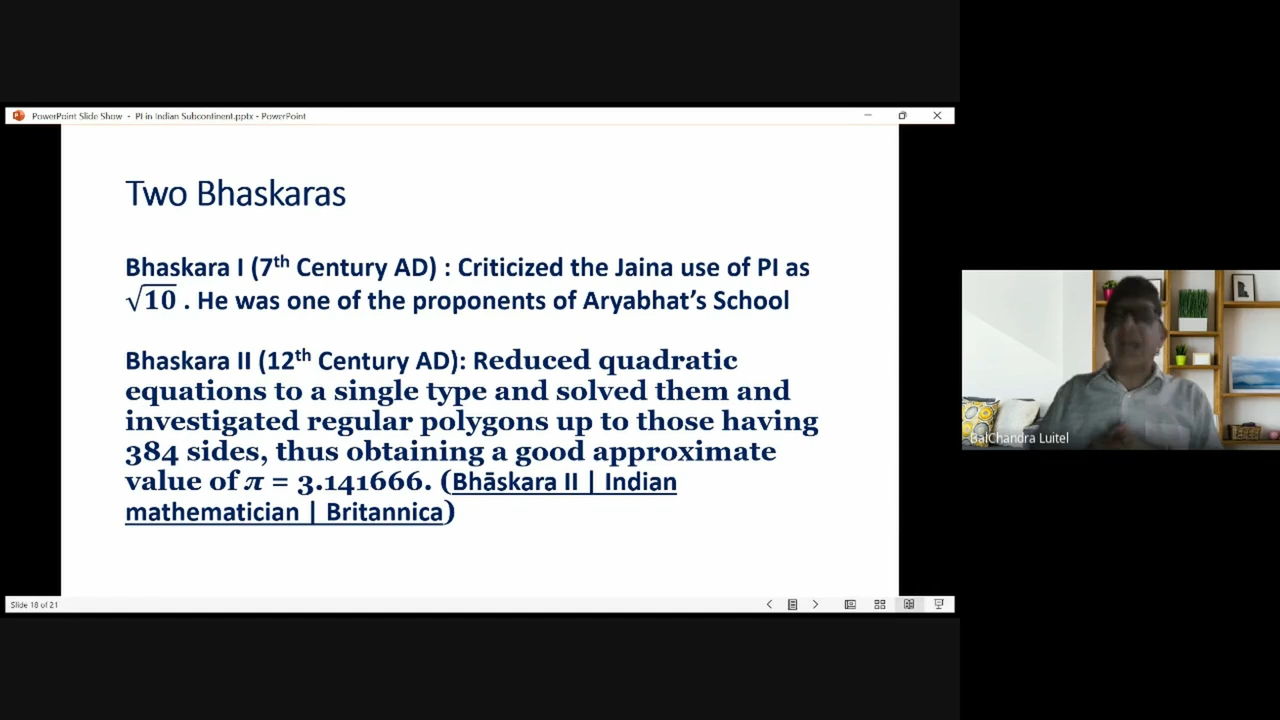 PowerPoint Slide Show - PI in Indian Subcontinent.pptx - PowerPoint
Two Bhaskaras
Bhaskara I (7th Century AD) : Criticized the Jaina use of PI as
√10 . He was one of the proponents of Aryabhat’s School
Bhaskara II (12th Century AD): Reduced quadratic
equations to a single type and solved them and
investigated regular polygons up to those having
384 sides, thus obtaining a good approximate
value of π = 3.141666. (Bhāskara II | Indian
mathematician | Britannica)
BalChandra Luitel
Slide 18 of 21